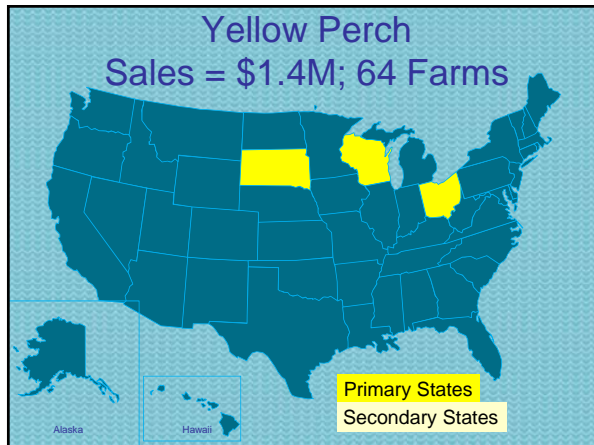 Yellow Perch
Sales = $1.4M; 64 Farms
Primary States
Secondary States
Alaska
Hawaii